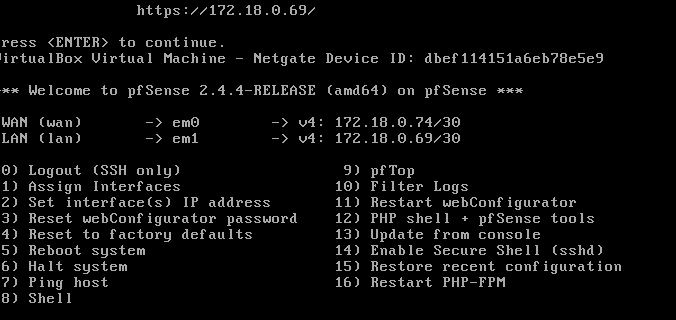 https://172.18.0.69/
ress <ENTER> to continue.
VirtualBox Virtual Machine - Netgate Device ID: dbef114151a6eb78e5e9
** Welcome to pfSense 2.4.4-RELEASE (amd64) on pfSense ***
WAN (wan) -> em0 -> v4: 172.18.0.74/30
LAN (lan) -> em1 -> v4: 172.18.0.69/30
0) Logout (SSH only) 9) pfTop
1) Assign Interfaces 10) Filter Logs
2) Set interface(s) IP address 11) Restart webConfigurator
3) Reset webConfigurator password 12) PHP shell + pfSense tools
4) Reset to factory defaults 13) Update from console
5) Reboot system 14) Enable Secure Shell (sshd)
6) Halt system 15) Restore recent configuration
7) Ping host 16) Restart PHP-FPM
8) Shell